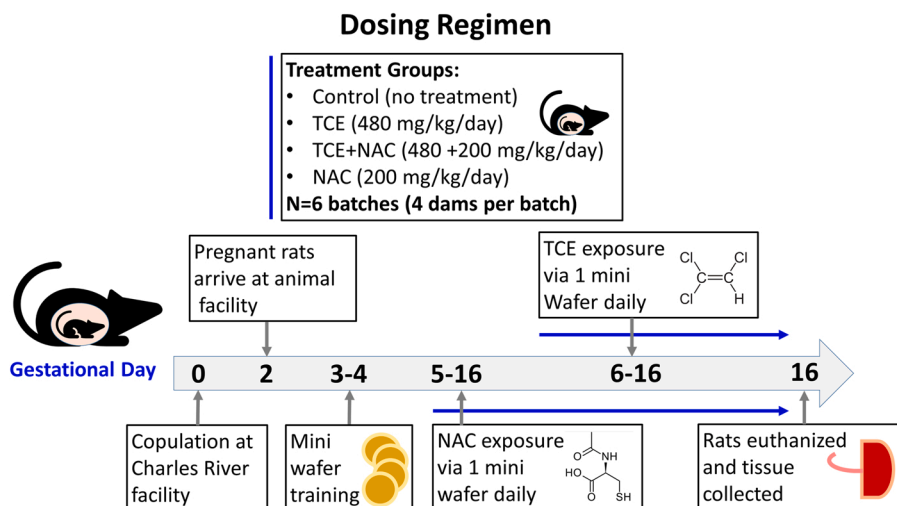 Dosing Regimen
Treatment Groups:
• Control (no treatment)
• TCE (480 mg/kg/day)
• TCE+NAC (480 +200 mg/kg/day)
• NAC (200 mg/kg/day)
N=6 batches (4 dams per batch)
Pregnant rats
arrive at animal
facility
TCE exposure
via 1 mini
Wafer daily
Cl
Cl
C=C
Cl
H
Gestational Day
0
2
3-4
5-16
6-16
16
Copulation at
Charles River
facility
Mini
wafer
training
NAC exposure
via 1 mini
wafer daily
O
NH
HO
O
SH
Rats euthanized
and tissue
collected